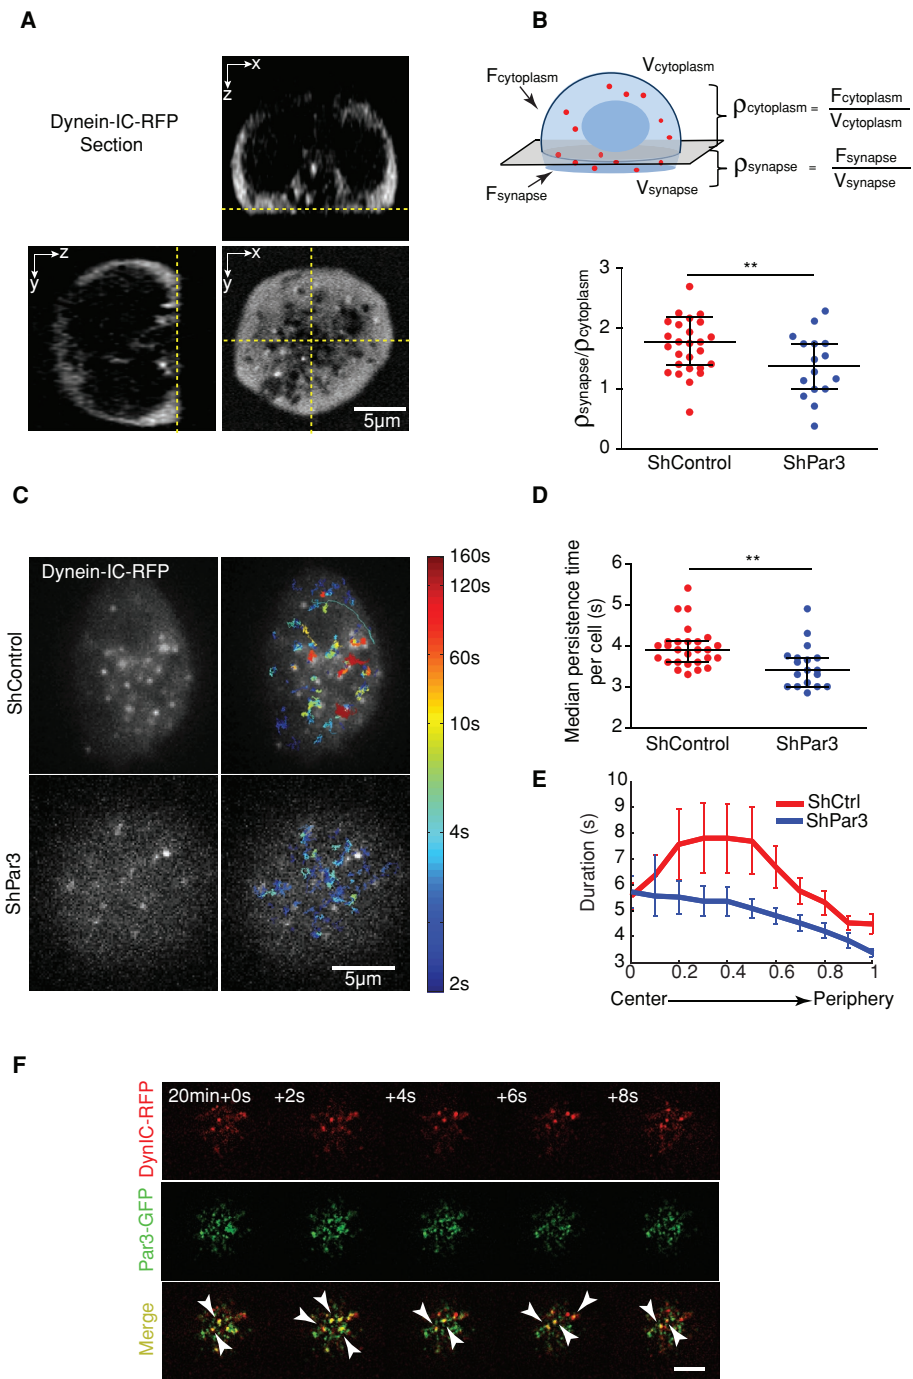 A
Dynein-IC-RFP
Section
x
z
z
y
x
y
5µm
B
Fcytoplasm
Vcytoplasm
Fsynapse
Vsynapse
ρcytoplasm = Fcytoplasm
Vcytoplasm
ρsynapse = Fsynapse
Vsynapse
ρsynapse/ρcytoplasm
3
2
1
0
**
ShControl
ShPar3
C
Dynein-IC-RFP
ShControl
ShPar3
5µm
160s
120s
60s
10s
4s
2s
D
Median persistence time
per cell (s)
6
5
4
3
2
**
ShControl
ShPar3
E
Duration (s)
10
9
8
7
6
5
4
3
ShCtrl
ShPar3
0
0.2
0.4
0.6
0.8
1
Center
Periphery
F
20min+0s
+2s
+4s
+6s
+8s
DynIC-RFP
Par3-GFP
Merge